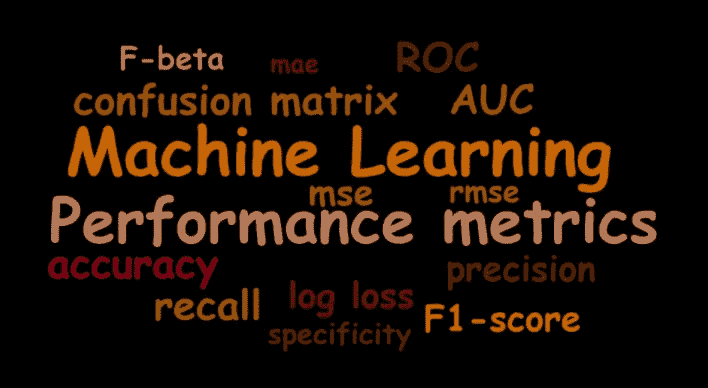 F-beta mae ROC
confusion matrix AUC
Machine Learning
mse rmse
Performance metrics
accuracy precision
recall log loss F1-score
specificity